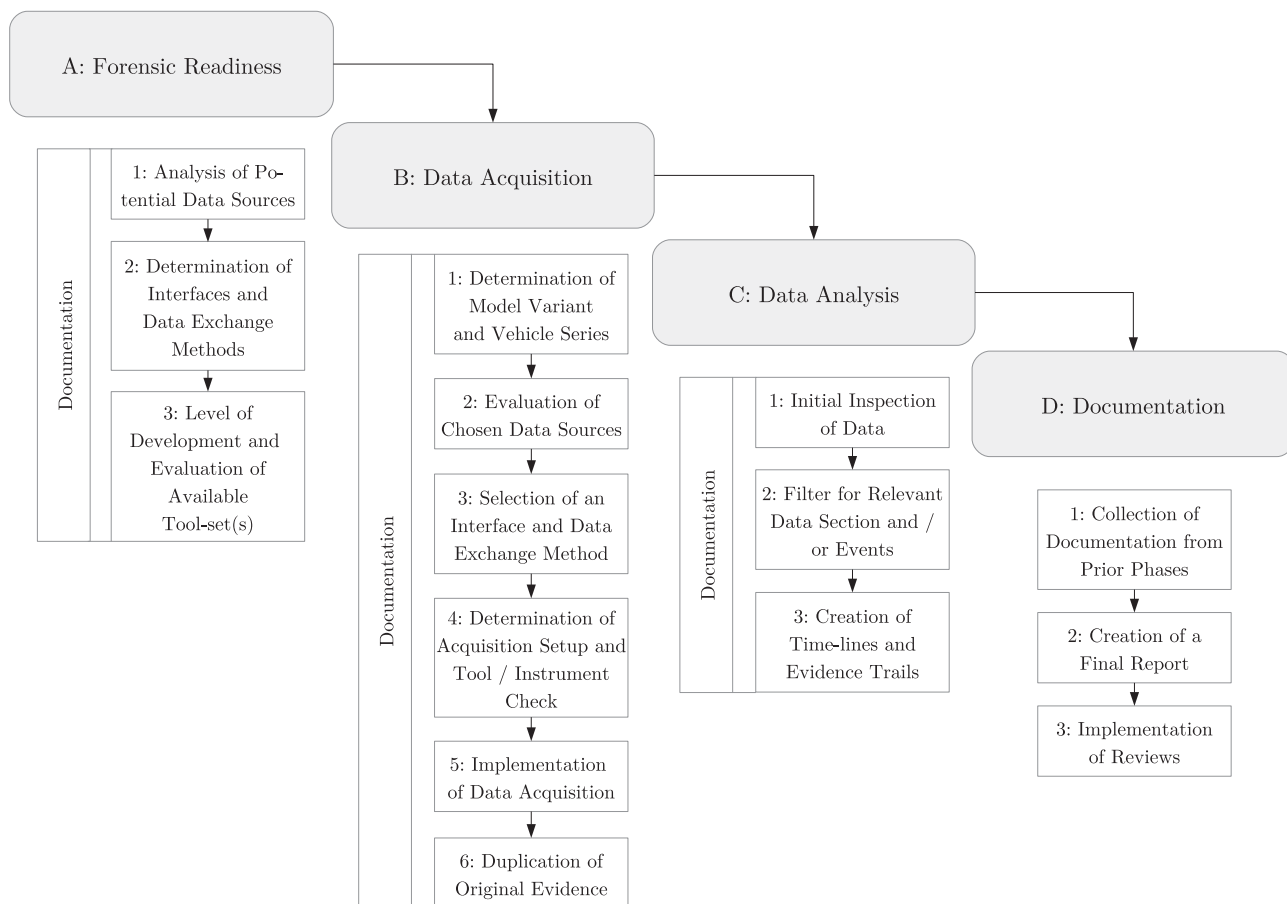 A: Forensic Readiness
Documentation
1: Analysis of Po-
tential Data Sources
2: Determination of
Interfaces and
Data Exchange
Methods
3: Level of
Development and
Evaluation of
Available
Tool-set(s)
B: Data Acquisition
Documentation
1: Determination of
Model Variant
and Vehicle Series
2: Evaluation of
Chosen Data Sources
3: Selection of an
Interface and Data
Exchange Method
4: Determination of
Acquisition Setup and
Tool / Instrument
Check
5: Implementation
of Data Acquisition
6: Duplication of
Original Evidence
C: Data Analysis
Documentation
1: Initial Inspection
of Data
2: Filter for Relevant
Data Section and /
or Events
3: Creation of
Time-lines and
Evidence Trails
D: Documentation
1: Collection of
Documentation from
Prior Phases
2: Creation of a
Final Report
3: Implementation
of Reviews